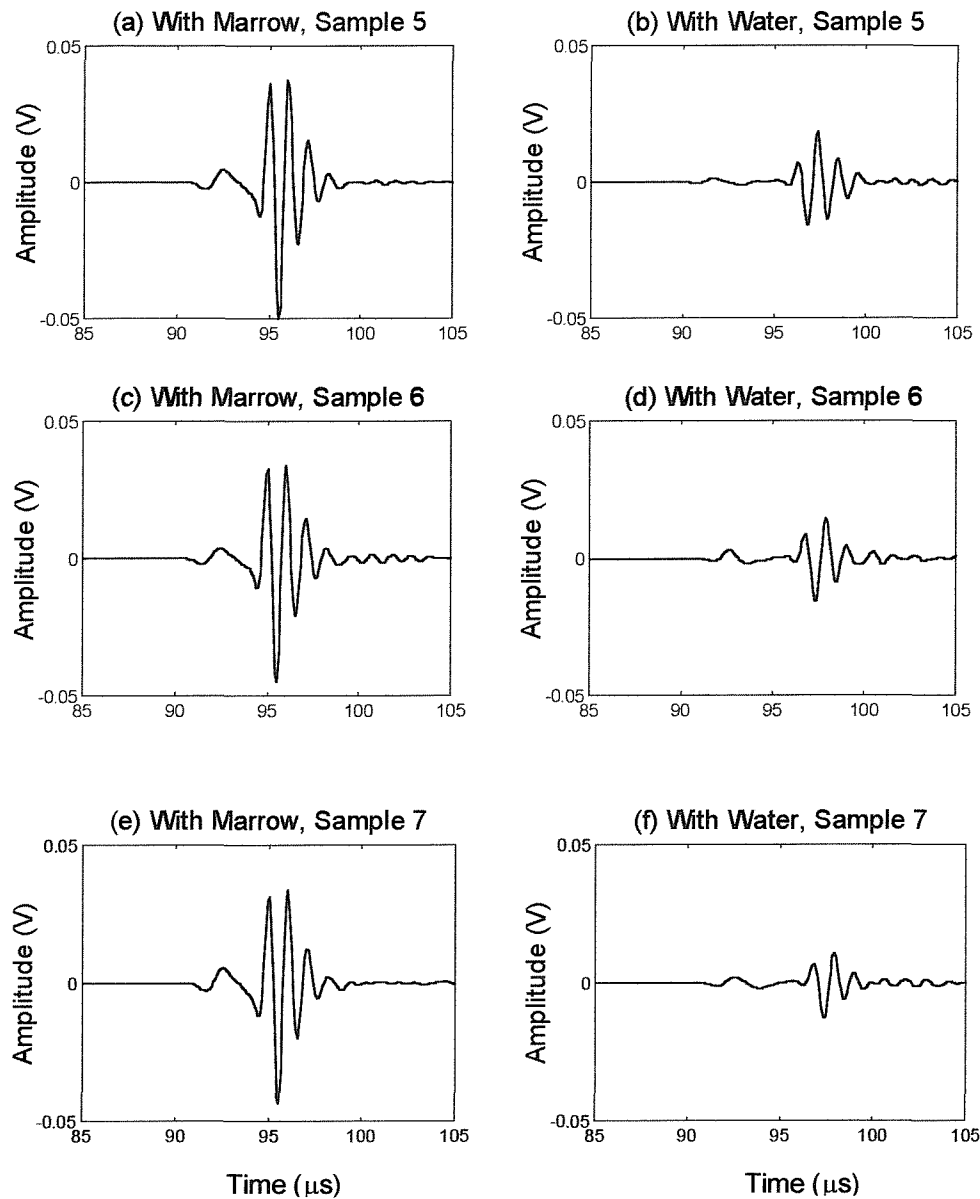 (a) With Marrow, Sample 5
(b) With Water, Sample 5
0.05
0
-0.05
Amplitude (V)
85 90 95 100 105
0.05
0
-0.05
Amplitude (V)
85 90 95 100 105
(c) With Marrow, Sample 6
(d) With Water, Sample 6
0.05
0
-0.05
Amplitude (V)
85 90 95 100 105
0.05
0
-0.05
Amplitude (V)
85 90 95 100 105
(e) With Marrow, Sample 7
(f) With Water, Sample 7
0.05
0
-0.05
Amplitude (V)
85 90 95 100 105
Time (μs)
0.05
0
-0.05
Amplitude (V)
85 90 95 100 105
Time (μs)